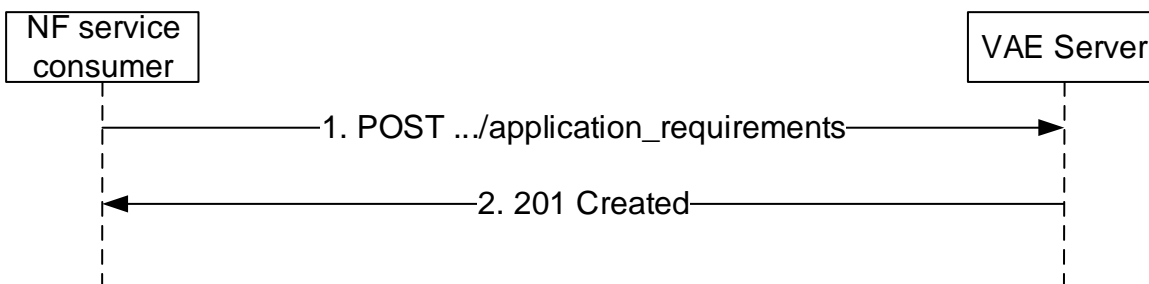 NF service
consumer
VAE Server
1. POST .../application_requirements
2. 201 Created